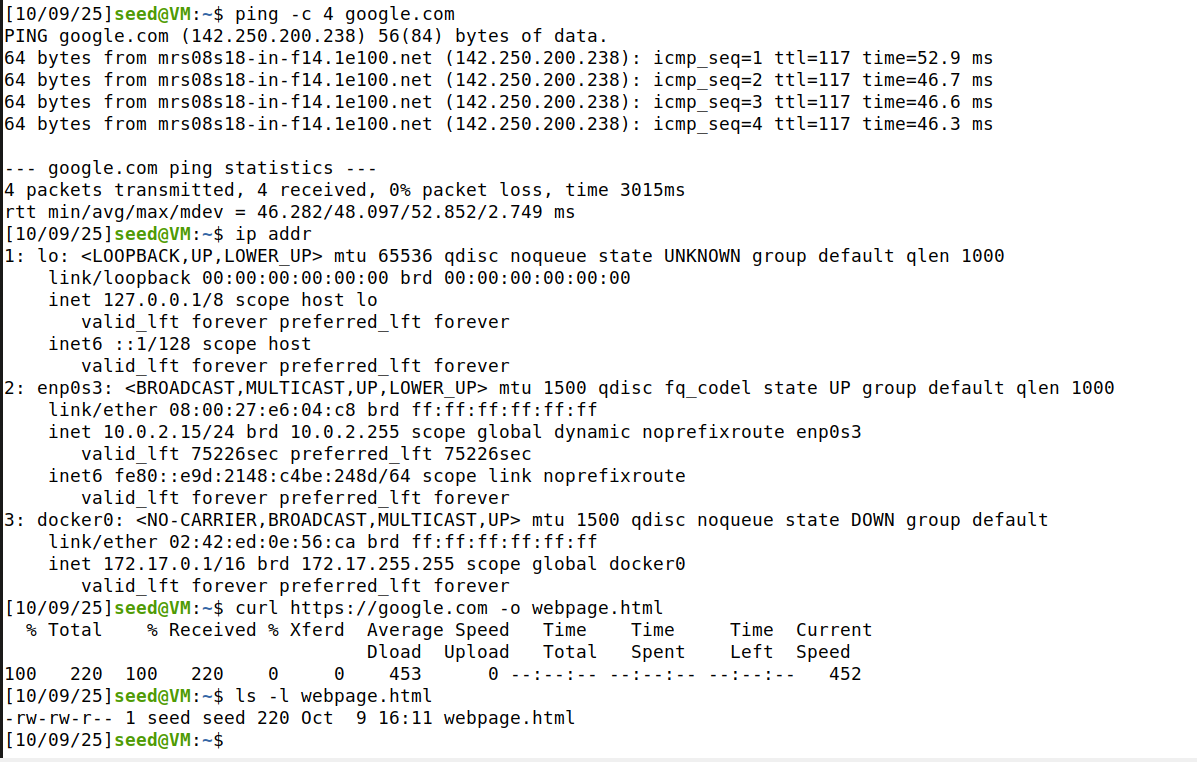 [10/09/25]seed@VM:~$ ping -c 4 google.com
PING google.com (142.250.200.238) 56(84) bytes of data.
64 bytes from mrs08s18-in-f14.1e100.net (142.250.200.238): icmp_seq=1 ttl=117 time=52.9 ms
64 bytes from mrs08s18-in-f14.1e100.net (142.250.200.238): icmp_seq=2 ttl=117 time=46.7 ms
64 bytes from mrs08s18-in-f14.1e100.net (142.250.200.238): icmp_seq=3 ttl=117 time=46.6 ms
64 bytes from mrs08s18-in-f14.1e100.net (142.250.200.238): icmp_seq=4 ttl=117 time=46.3 ms

--- google.com ping statistics ---
4 packets transmitted, 4 received, 0% packet loss, time 3015ms
rtt min/avg/max/mdev = 46.282/48.097/52.852/2.749 ms
[10/09/25]seed@VM:~$ ip addr
1: lo: <LOOPBACK,UP,LOWER_UP> mtu 65536 qdisc noqueue state UNKNOWN group default qlen 1000
    link/loopback 00:00:00:00:00:00 brd 00:00:00:00:00:00
    inet 127.0.0.1/8 scope host lo
       valid_lft forever preferred_lft forever
    inet6 ::1/128 scope host
       valid_lft forever preferred_lft forever
2: enp0s3: <BROADCAST,MULTICAST,UP,LOWER_UP> mtu 1500 qdisc fq_codel state UP group default qlen 1000
    link/ether 08:00:27:e6:04:c8 brd ff:ff:ff:ff:ff:ff
    inet 10.0.2.15/24 brd 10.0.2.255 scope global dynamic noprefixroute enp0s3
       valid_lft 75226sec preferred_lft 75226sec
    inet6 fe80::e9d:2148:c4be:248d/64 scope link noprefixroute
       valid_lft forever preferred_lft forever
3: docker0: <NO-CARRIER,BROADCAST,MULTICAST,UP> mtu 1500 qdisc noqueue state DOWN group default
    link/ether 02:42:ed:0e:56:ca brd ff:ff:ff:ff:ff:ff
    inet 172.17.0.1/16 brd 172.17.255.255 scope global docker0
       valid_lft forever preferred_lft forever
[10/09/25]seed@VM:~$ curl https://google.com -o webpage.html
  % Total    % Received % Xferd  Average Speed   Time    Time     Time  Current
                                 Dload  Upload   Total   Spent    Left  Speed
100   220  100   220    0     0    453      0 --:--:-- --:--:-- --:--:--   452
[10/09/25]seed@VM:~$ ls -l webpage.html
-rw-rw-r-- 1 seed seed 220 Oct  9 16:11 webpage.html
[10/09/25]seed@VM:~$